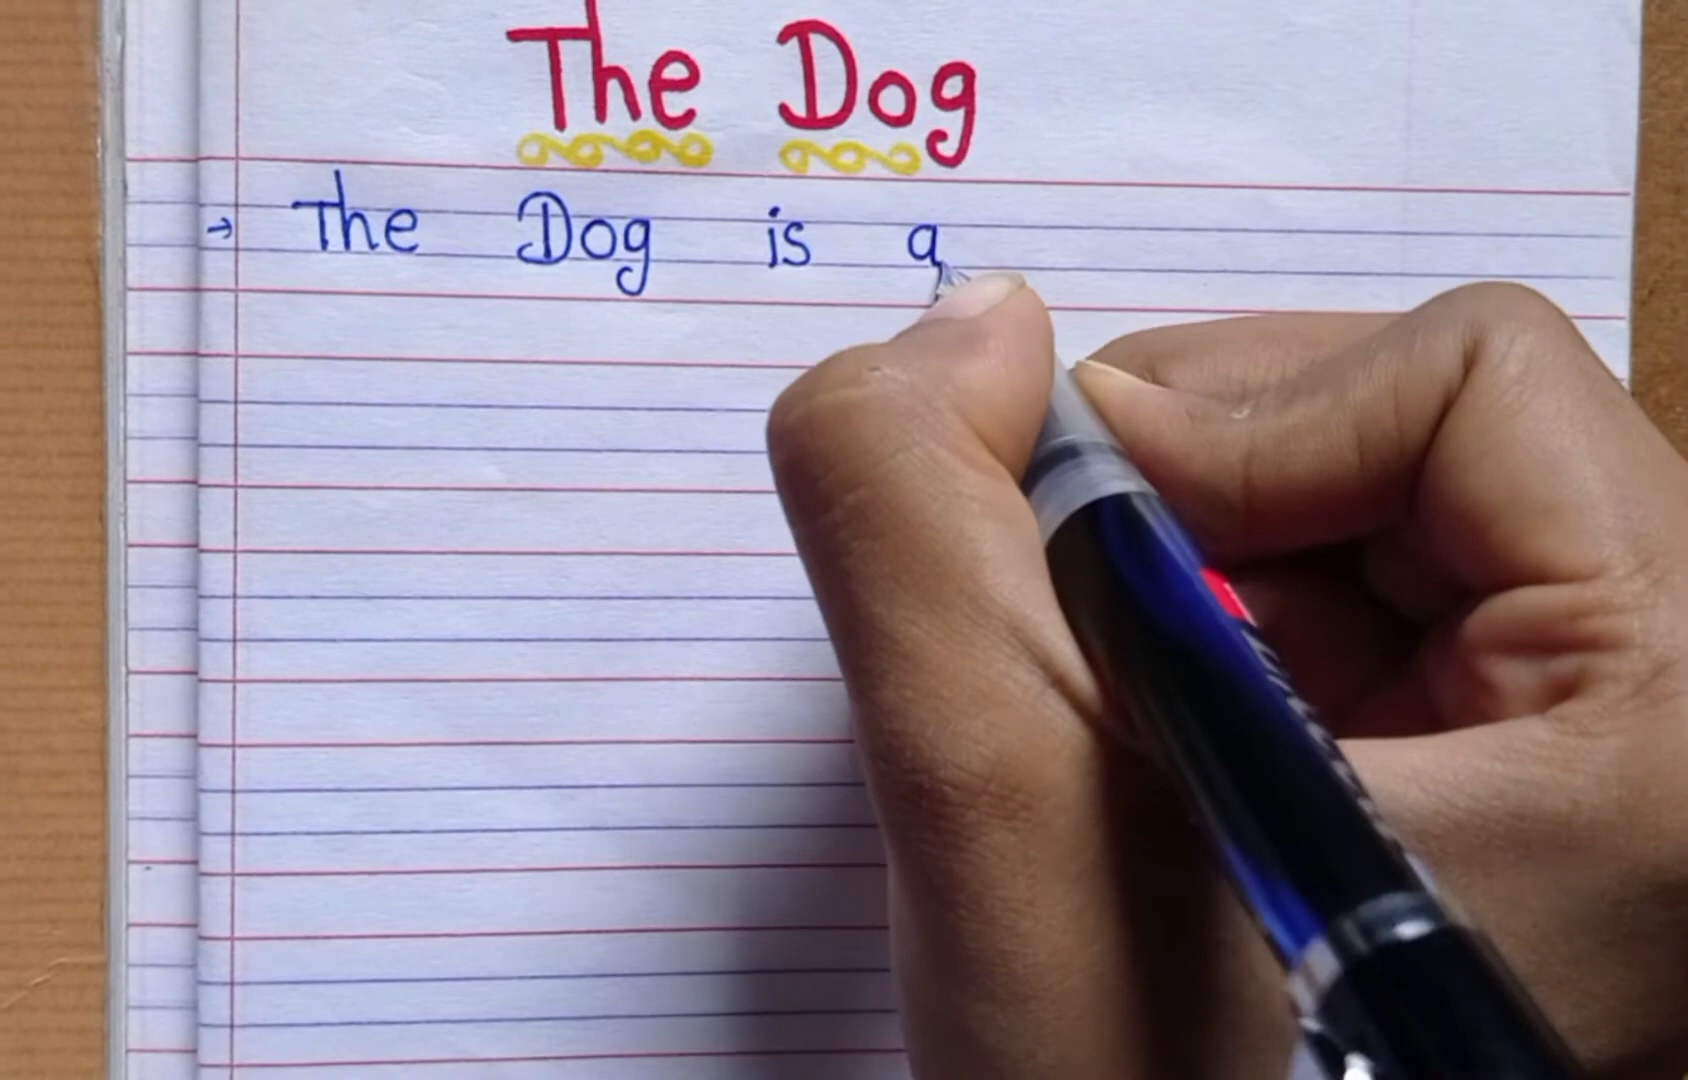 The Dog
→ The Dog is a